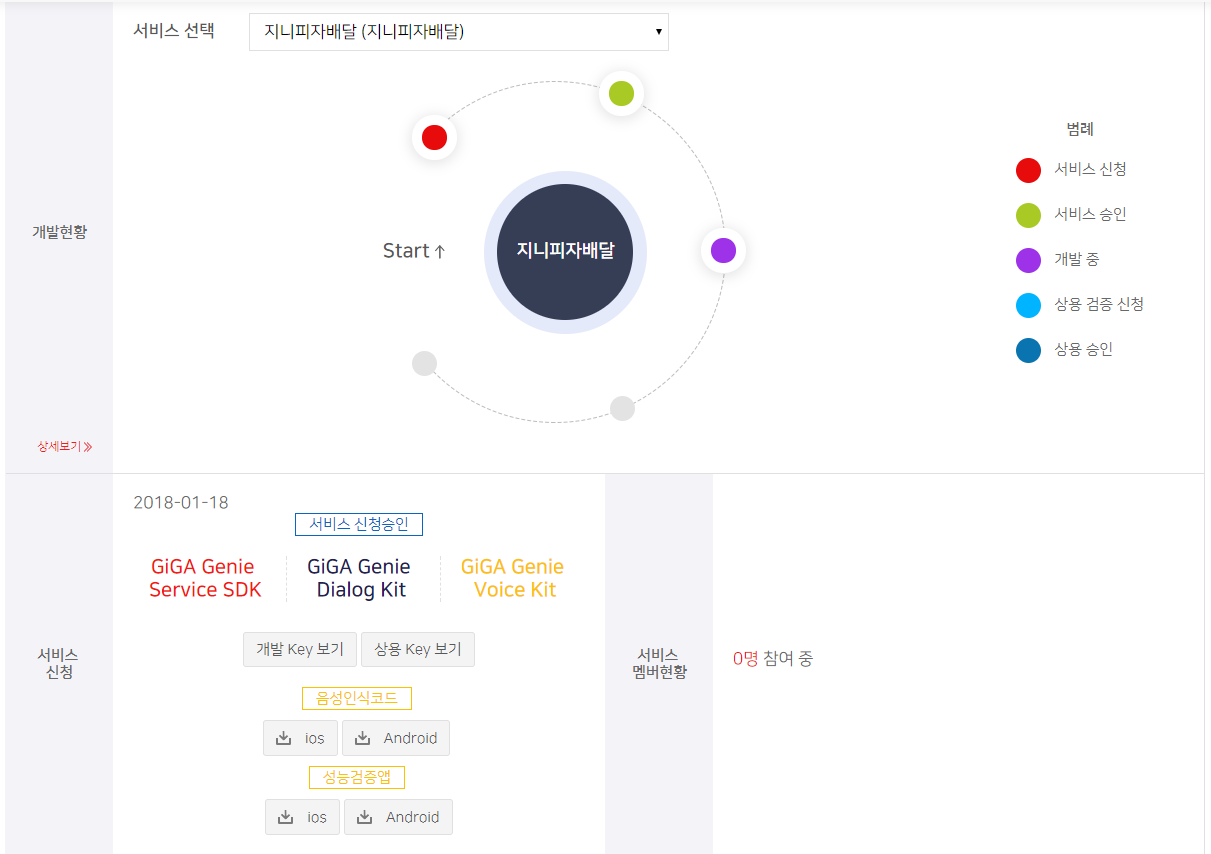 서비스 선택
지니피자배달 (지니피자배달)
범례
서비스 신청
서비스 승인
개발현황
Start ↑
지니피자배달
개발 중
상용 검증 신청
상용 승인
상세보기 »
2018-01-18
서비스 신청승인
GiGA Genie
Service SDK
GiGA Genie
Dialog Kit
GiGA Genie
Voice Kit
개발 Key 보기
상용 Key 보기
서비스
신청
음성인식코드
ios
Android
성능검증앱
ios
Android
서비스
멤버현황
0명 참여 중